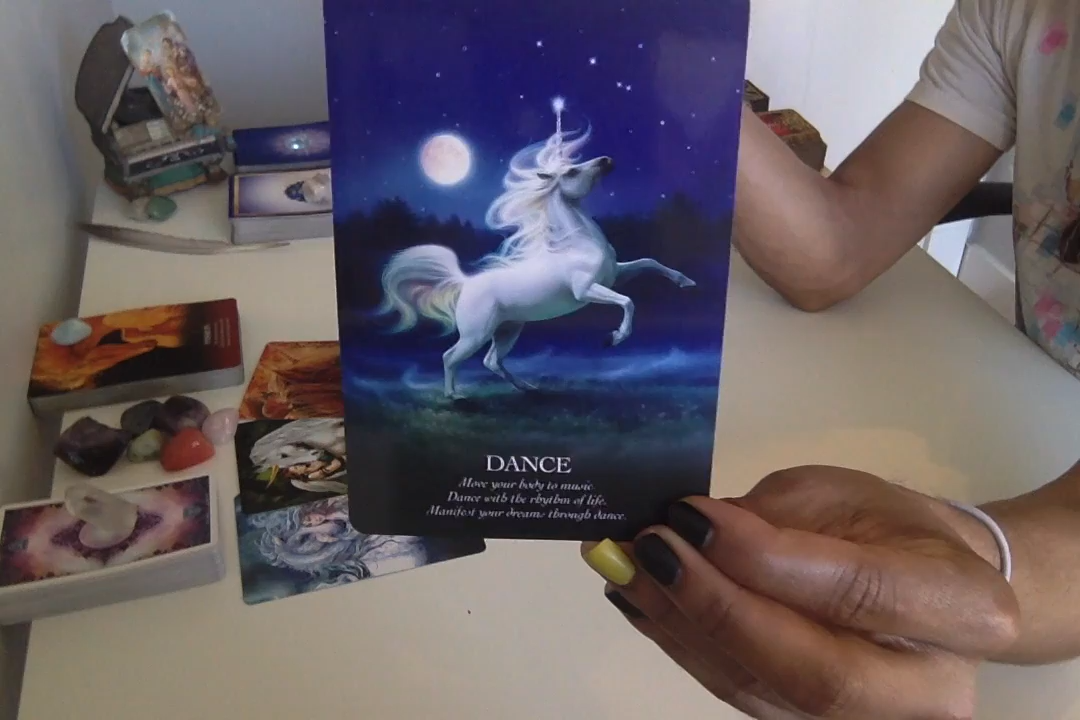 DANCE
Move your body to music.
Dance with the rhythm of life.
Manifest your dreams through dance.